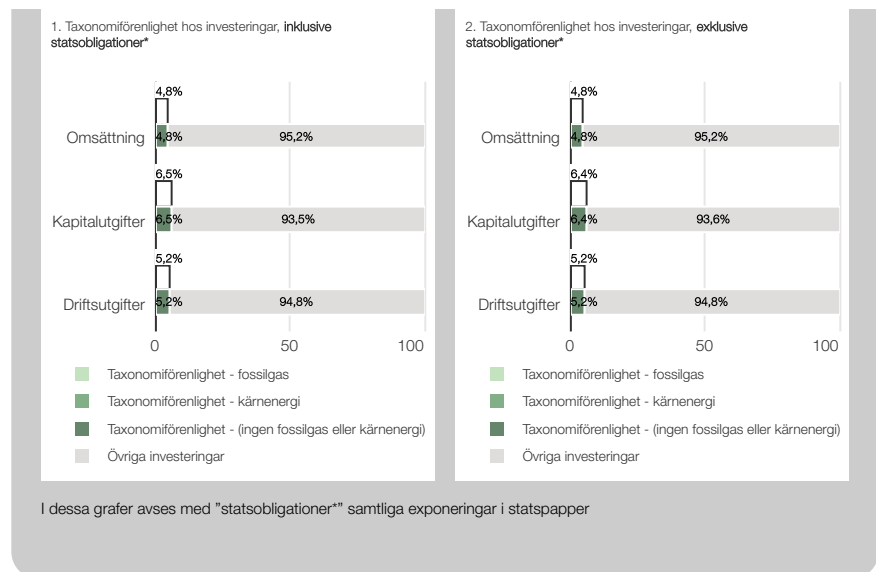 1. Taxonomiförenlighet hos investeringar, inklusive
statsobligationer*
4,8%
Omsättning 4,8% 95,2%
6,5%
Kapitalutgifter 6,5% 93,5%
5,2%
Driftsutgifter 5,2% 94,8%
0 50 100
Taxonomiförenlighet - fossilgas
Taxonomiförenlighet - kärnenergi
Taxonomiförenlighet - (ingen fossilgas eller kärnenergi)
Övriga investeringar
2. Taxonomförenlighet hos investeringar, exklusive
statsobligationer*
4,8%
Omsättning 4,8% 95,2%
6,4%
Kapitalutgifter 6,4% 93,6%
5,2%
Driftsutgifter 5,2% 94,8%
0 50 100
Taxonomiförenlighet - fossilgas
Taxonomiförenlighet - kärnenergi
Taxonomiförenlighet - (ingen fossilgas eller kärnenergi)
Övriga investeringar
I dessa grafer avses med ”statsobligationer*” samtliga exponeringar i statspapper